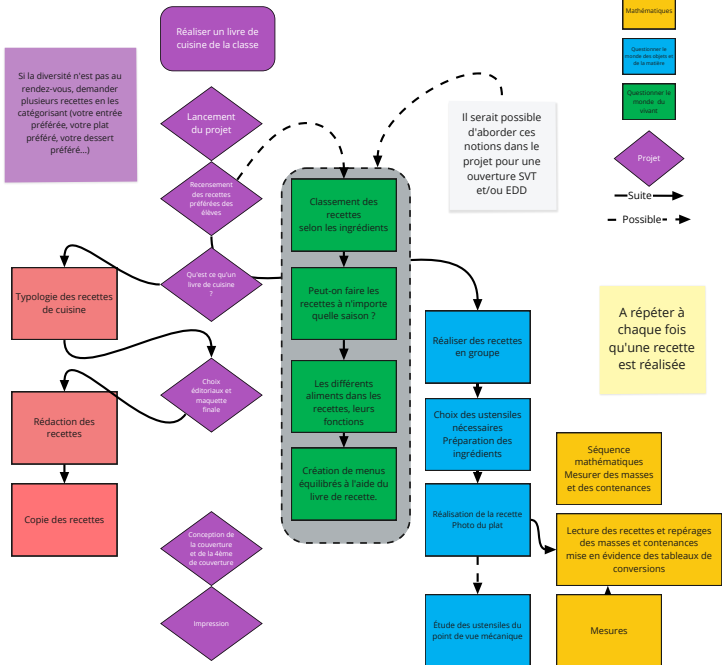 Réaliser un livre de
cuisine de la classe
Mathématiques
Questionner le
monde des objets et
de la matière
Questionner le
monde du
vivant
Projet
Suite
Possible
Si la diversité n'est pas au
rendez-vous, demander
plusieurs recettes en les
catégorisant (votre entrée
préférée, votre plat
préféré, votre dessert
préféré...)
Lancement
du projet
Il serait possible
d'aborder ces
notions dans le
projet pour une
ouverture SVT
et/ou EDD
Recensement
des recettes
préférées des
élèves
Classement des
recettes
selon les ingrédients
Qu'est ce qu'un
livre de cuisine
?
Typologie des recettes
de cuisine
Peut-on faire les
recettes à n'importe
quelle saison ?
Réaliser des recettes
en groupe
A répéter à
chaque fois
qu'une recette
est réalisée
Choix
éditoriaux et
maquette
finale
Les différents
aliments dans les
recettes, leurs
fonctions
Rédaction des
recettes
Choix des ustensiles
nécessaires
Préparation des
ingrédients
Création de menus
équilibrés à l'aide du
livre de recette.
Séquence
mathématiques
Mesurer des masses
et des contenances
Copie des recettes
Réalisation de la recette
Photo du plat
Lecture des recettes et repérages
des masses et contenances
mise en évidence des tableaux de
conversions
Conception de
la couverture
et de la 4ème
de couverture
Impression
Étude des ustensiles du
point de vue mécanique
Mesures